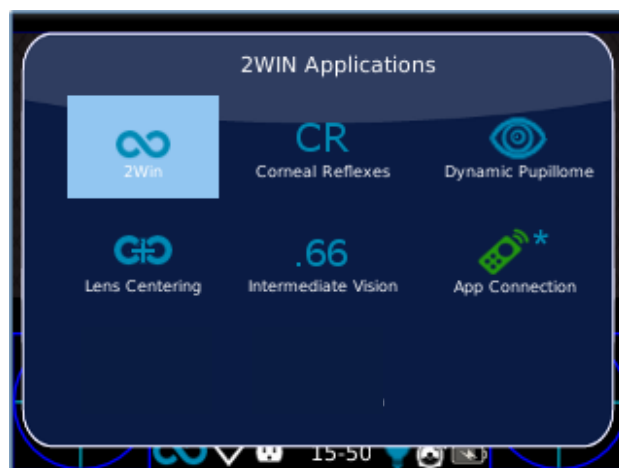 2WIN Applications
2Win
CR
Corneal Reflexes
Dynamic Pupillome
Lens Centering
.66
Intermediate Vision
*
App Connection
15-50